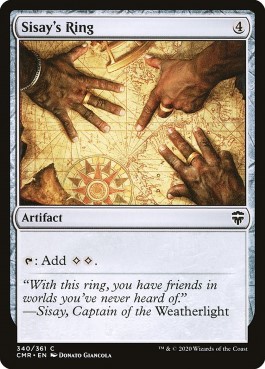 Sisay's Ring 4
Artifact
: Add .
"With this ring, you have friends in
worlds you've never heard of."
—Sisay, Captain of the Weatherlight
340/361 C
CMR • EN Donato Giancola
™ & © 2020 Wizards of the Coast